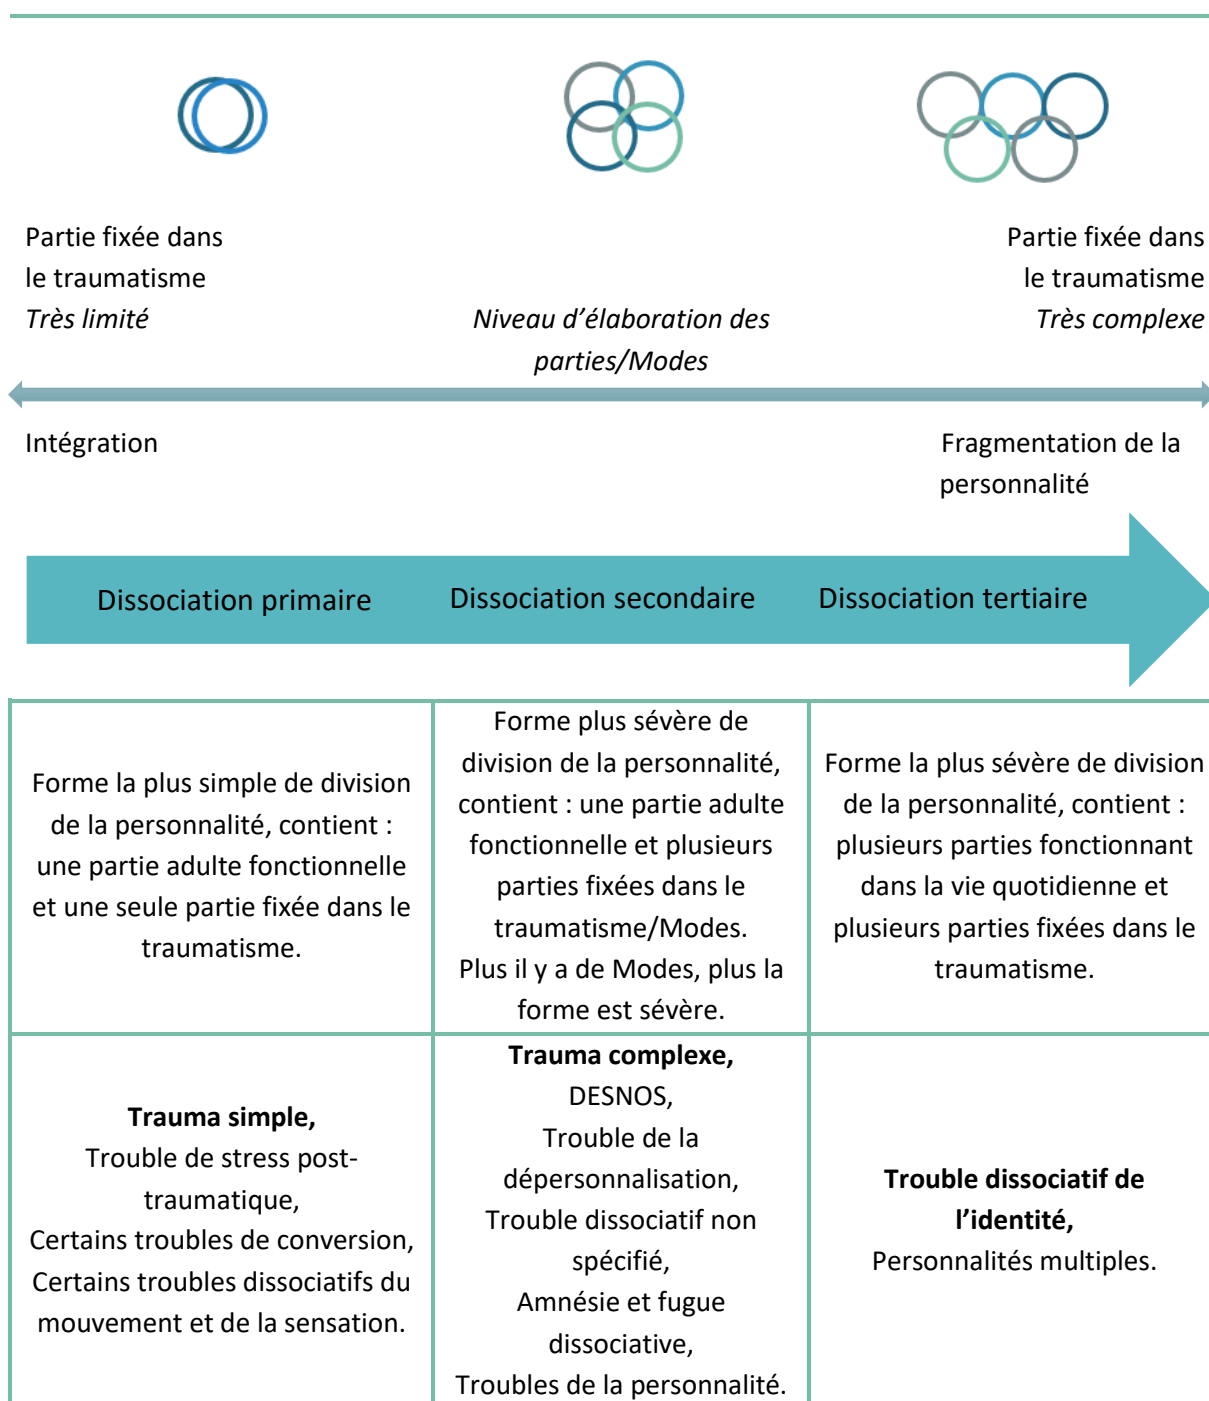 Partie fixée dans
le traumatisme
Très limité
Niveau d’élaboration des
parties/Modes
Partie fixée dans
le traumatisme
Très complexe
Intégration
Fragmentation de la
personnalité
Dissociation primaire
Dissociation secondaire
Dissociation tertiaire
Forme la plus simple de division
de la personnalité, contient :
une partie adulte fonctionnelle
et une seule partie fixée dans le
traumatisme.
Forme plus sévère de
division de la personnalité,
contient : une partie adulte
fonctionnelle et plusieurs
parties fixées dans le
traumatisme/Modes.
Plus il y a de Modes, plus la
forme est sévère.
Forme la plus sévère de division
de la personnalité, contient :
plusieurs parties fonctionnant
dans la vie quotidienne et
plusieurs parties fixées dans le
traumatisme.
Trauma simple,
Trouble de stress post-
traumatique,
Certains troubles de conversion,
Certains troubles dissociatifs du
mouvement et de la sensation.
Trauma complexe,
DESNOS,
Trouble de la
dépersonnalisation,
Trouble dissociatif non
spécifié,
Amnésie et fugue
dissociative,
Troubles de la personnalité.
Trouble dissociatif de
l’identité,
Personnalités multiples.